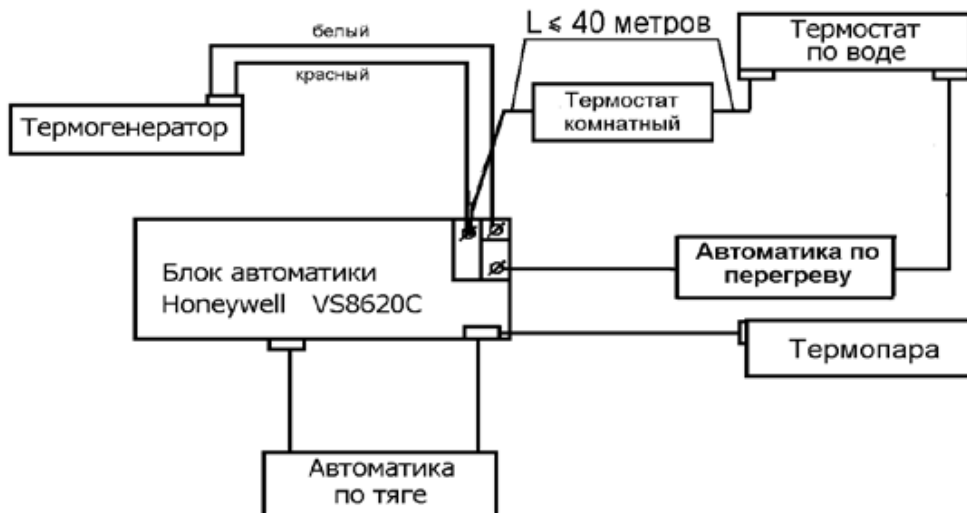 белый
L ⩽ 40 метров
Термостат
по воде
красный
Термогенератор
Термостат
комнатный
Блок автоматики
Honeywell VS8620C
Автоматика по
перегреву
Термопара
Автоматика
по тяге